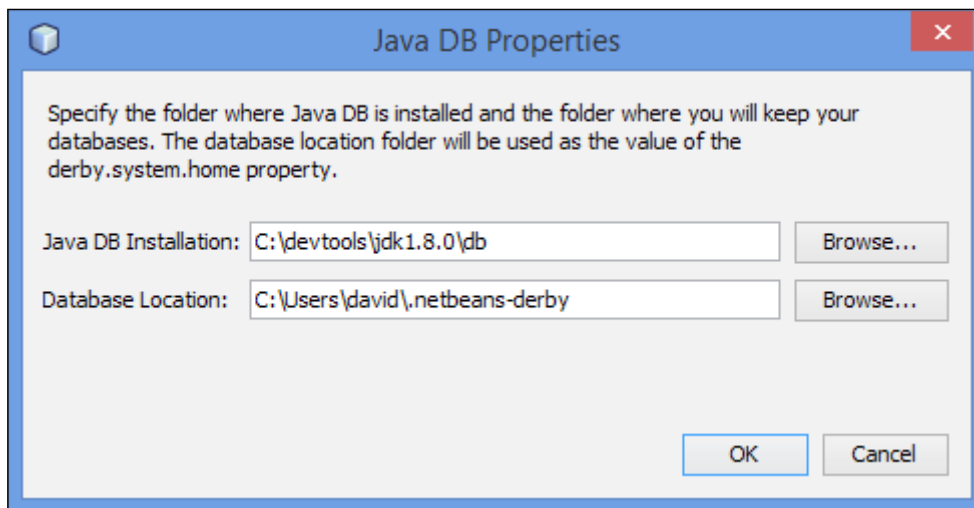 Java DB Properties
Specify the folder where Java DB is installed and the folder where you will keep your
databases. The database location folder will be used as the value of the
derby.system.home property.
Java DB Installation: C:\devtools\jdk1.8.0\db Browse...
Database Location: C:\Users\david\.netbeans-derby Browse...
OK Cancel